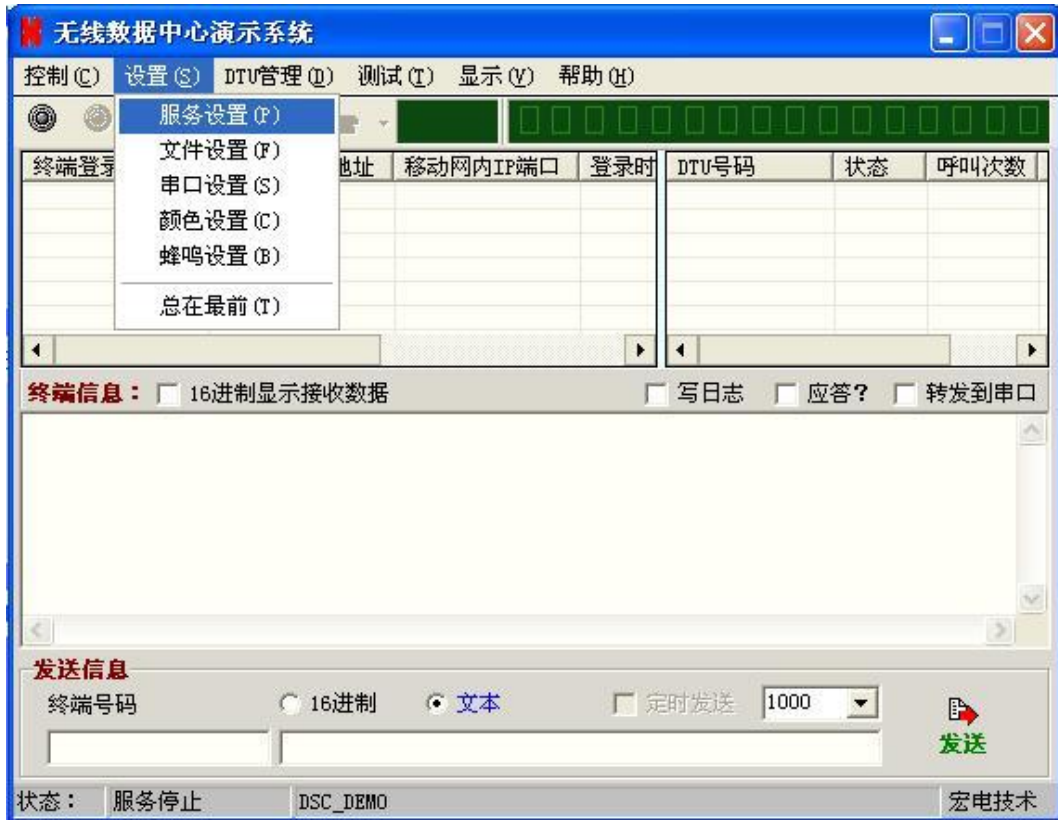 无线数据中心演示系统
控制(C) 设置(S) DTU管理(D) 测试(T) 显示(V) 帮助(H)
服务设置(P)
文件设置(F)
串口设置(S)
颜色设置(C)
蜂鸣设置(B)
总在最前(T)
终端登录 地址 移动网内IP端口 登录时 DTU号码 状态 呼叫次数
终端信息： 16进制显示接收数据 写日志 应答? 转发到串口
发送信息
终端号码 16进制 文本 定时发送 1000
发送
状态： 服务停止 DSC_DEMO 宏电技术